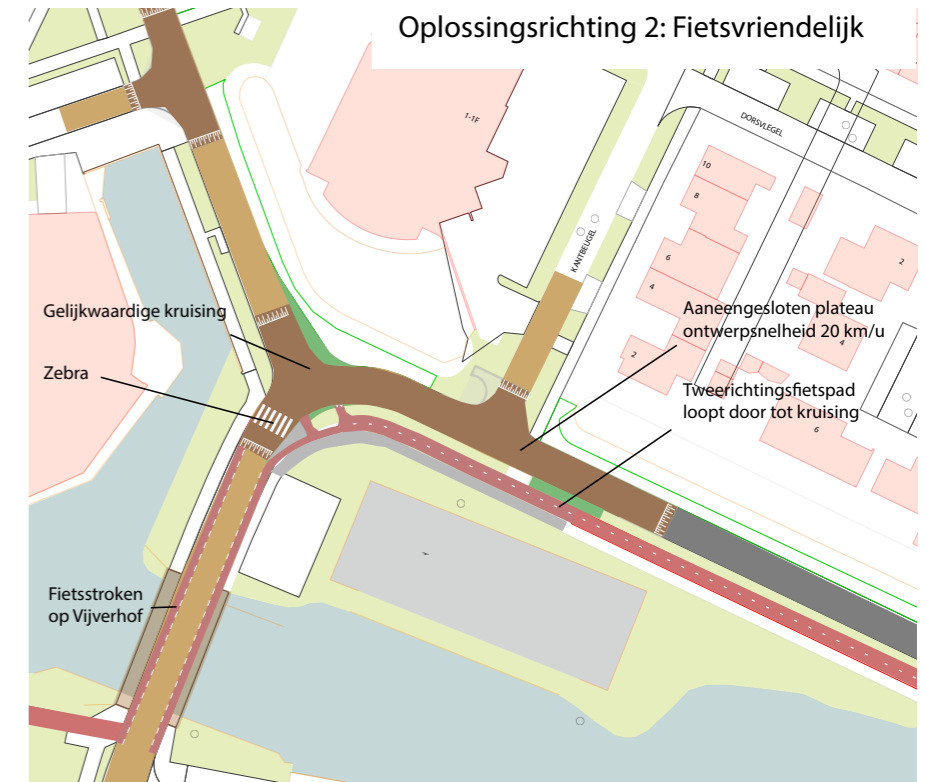 Oplossingsrichting 2: Fietsvriendelijk
1-1F
DORSVLEGEL
10
8
6
4
2
2
4
6
KANTBEUGEL
Gelijkwaardige kruising
Zebra
Aaneengesloten plateau
ontwerpsnelheid 20 km/u
Tweerichtingsfietspad
loopt door tot kruising
Fietsstroken
op Vijverhof